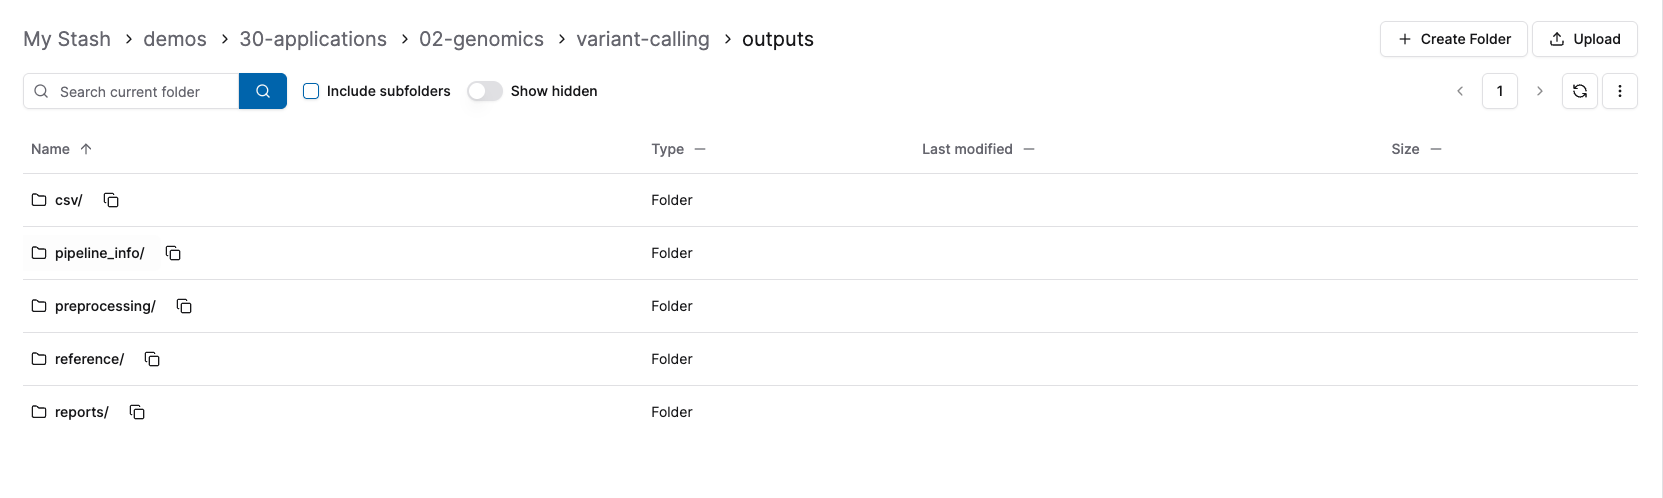 My Stash > demos > 30-applications > 02-genomics > variant-calling > outputs
Create Folder
Upload
Search current folder
Include subfolders
Show hidden
1
Name Type Last modified Size
csv/ Folder
pipeline_info/ Folder
preprocessing/ Folder
reference/ Folder
reports/ Folder